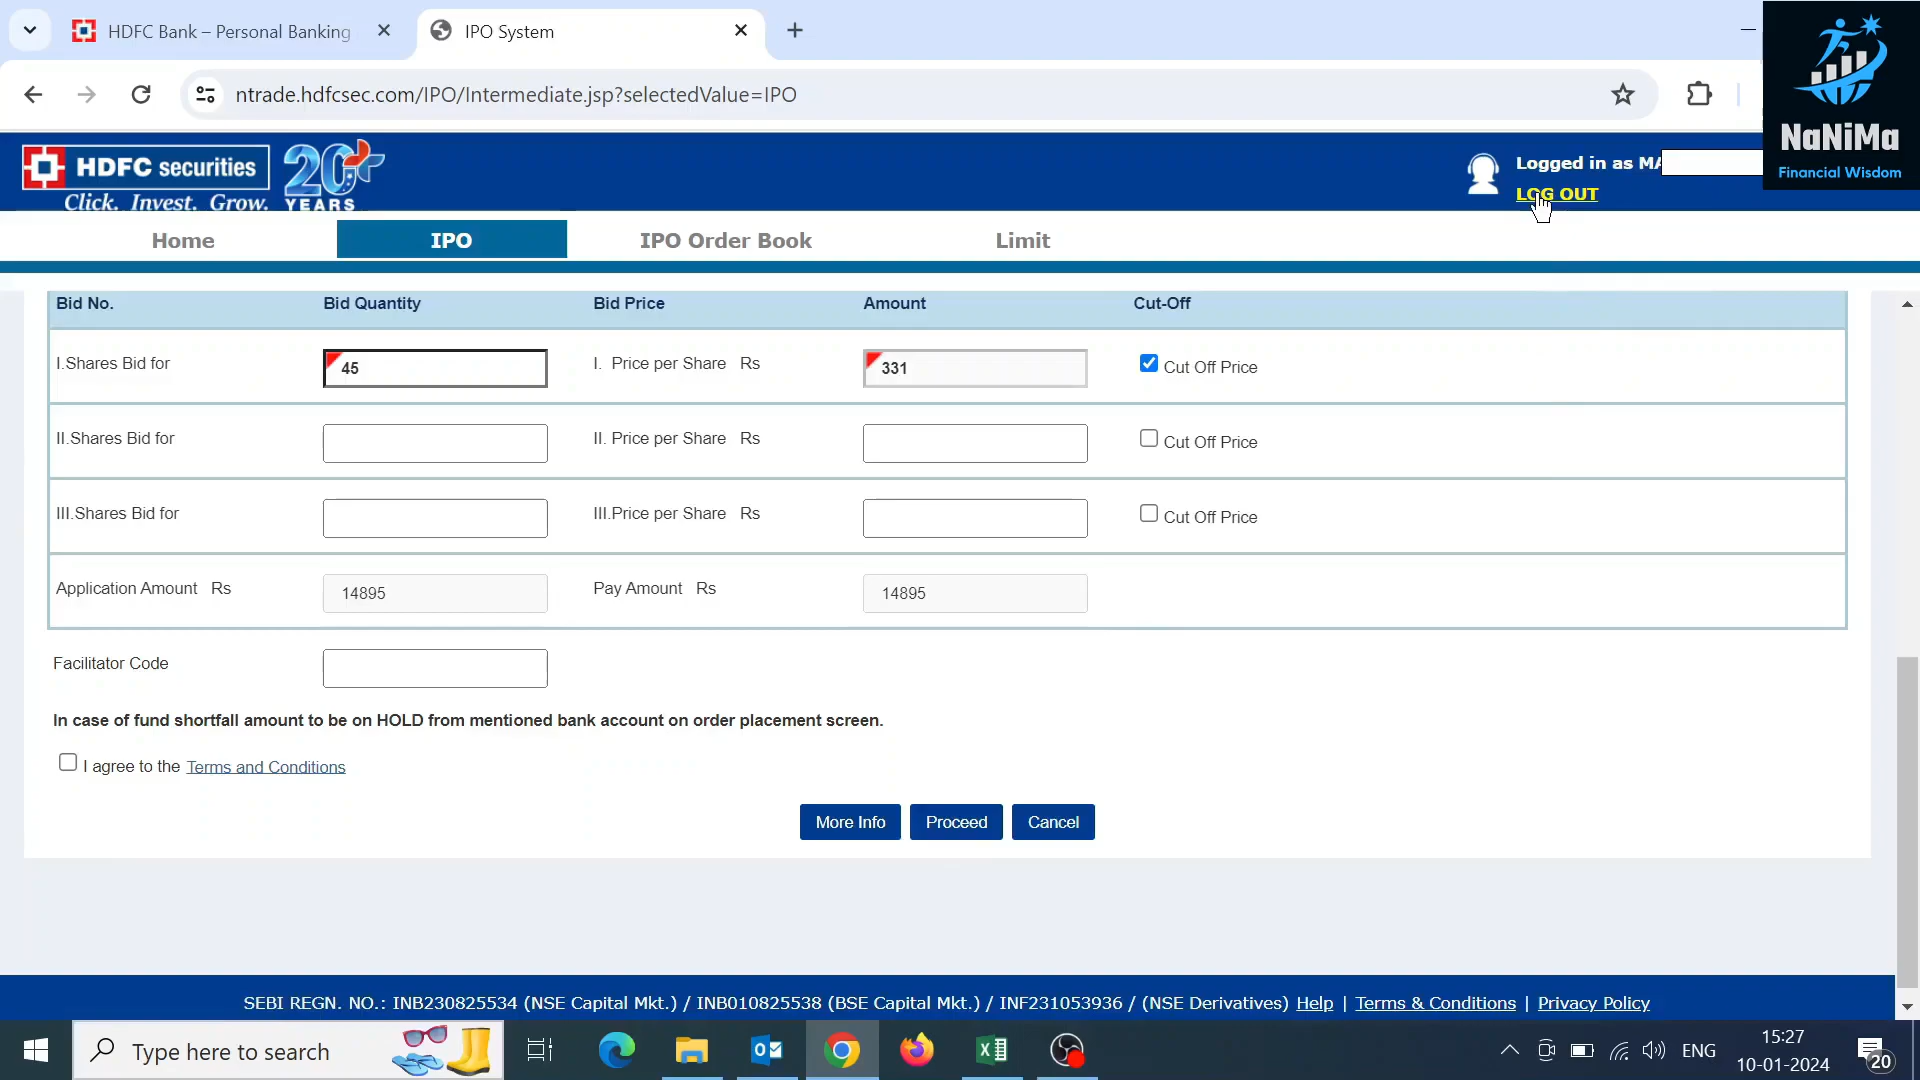 HDFC Bank – Personal Banking
IPO System
ntrade.hdfcsec.com/IPO/Intermediate.jsp?selectedValue=IPO
NaNiMa
Financial Wisdom
HDFC securities
Click. Invest. Grow.
20+
YEARS
Logged in as MA
LOG OUT
Home IPO IPO Order Book Limit
Bid No. Bid Quantity Bid Price Amount Cut-Off
I.Shares Bid for 45 I. Price per Share Rs 331 Cut Off Price
II.Shares Bid for II. Price per Share Rs Cut Off Price
III.Shares Bid for III.Price per Share Rs Cut Off Price
Application Amount Rs 14895 Pay Amount Rs 14895
Facilitator Code
In case of fund shortfall amount to be on HOLD from mentioned bank account on order placement screen.
I agree to the Terms and Conditions
More Info Proceed Cancel
SEBI REGN. NO.: INB230825534 (NSE Capital Mkt.) / INB010825538 (BSE Capital Mkt.) / INF231053936 / (NSE Derivatives) Help | Terms & Conditions | Privacy Policy
Type here to search
ENG
15:27
10-01-2024
20